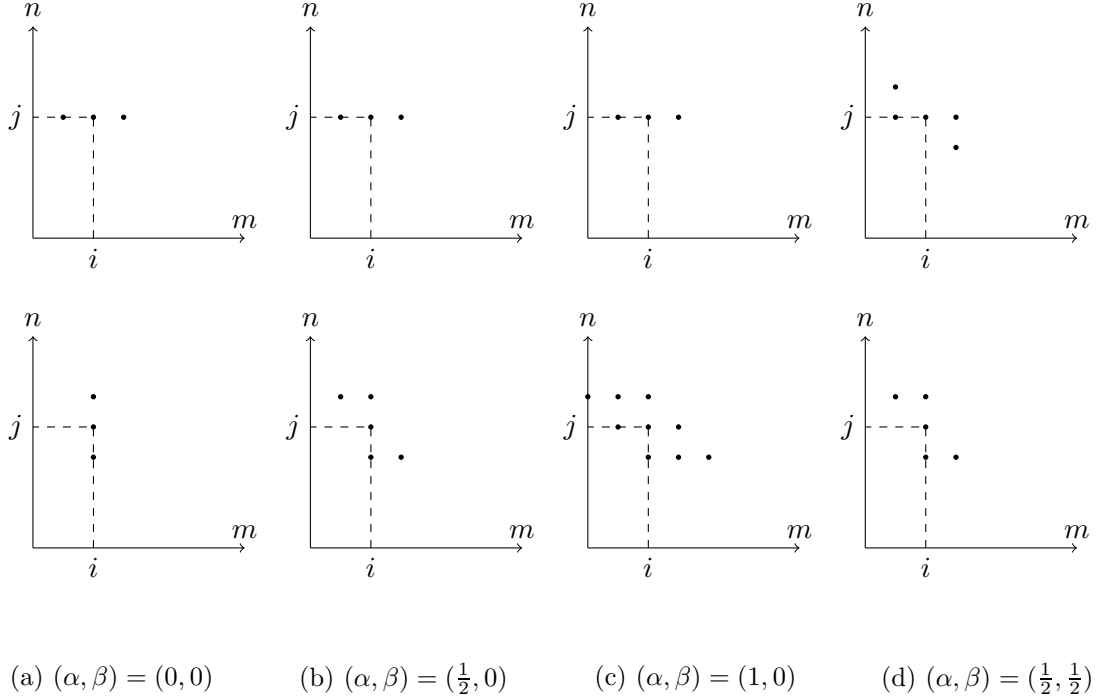 n n n n
j j j j
m m m m
i i i i
n n n n
j j j j
m m m m
i i i i
(a) (α, β) = (0, 0) (b) (α, β) = (½, 0) (c) (α, β) = (1, 0) (d) (α, β) = (½, ½)